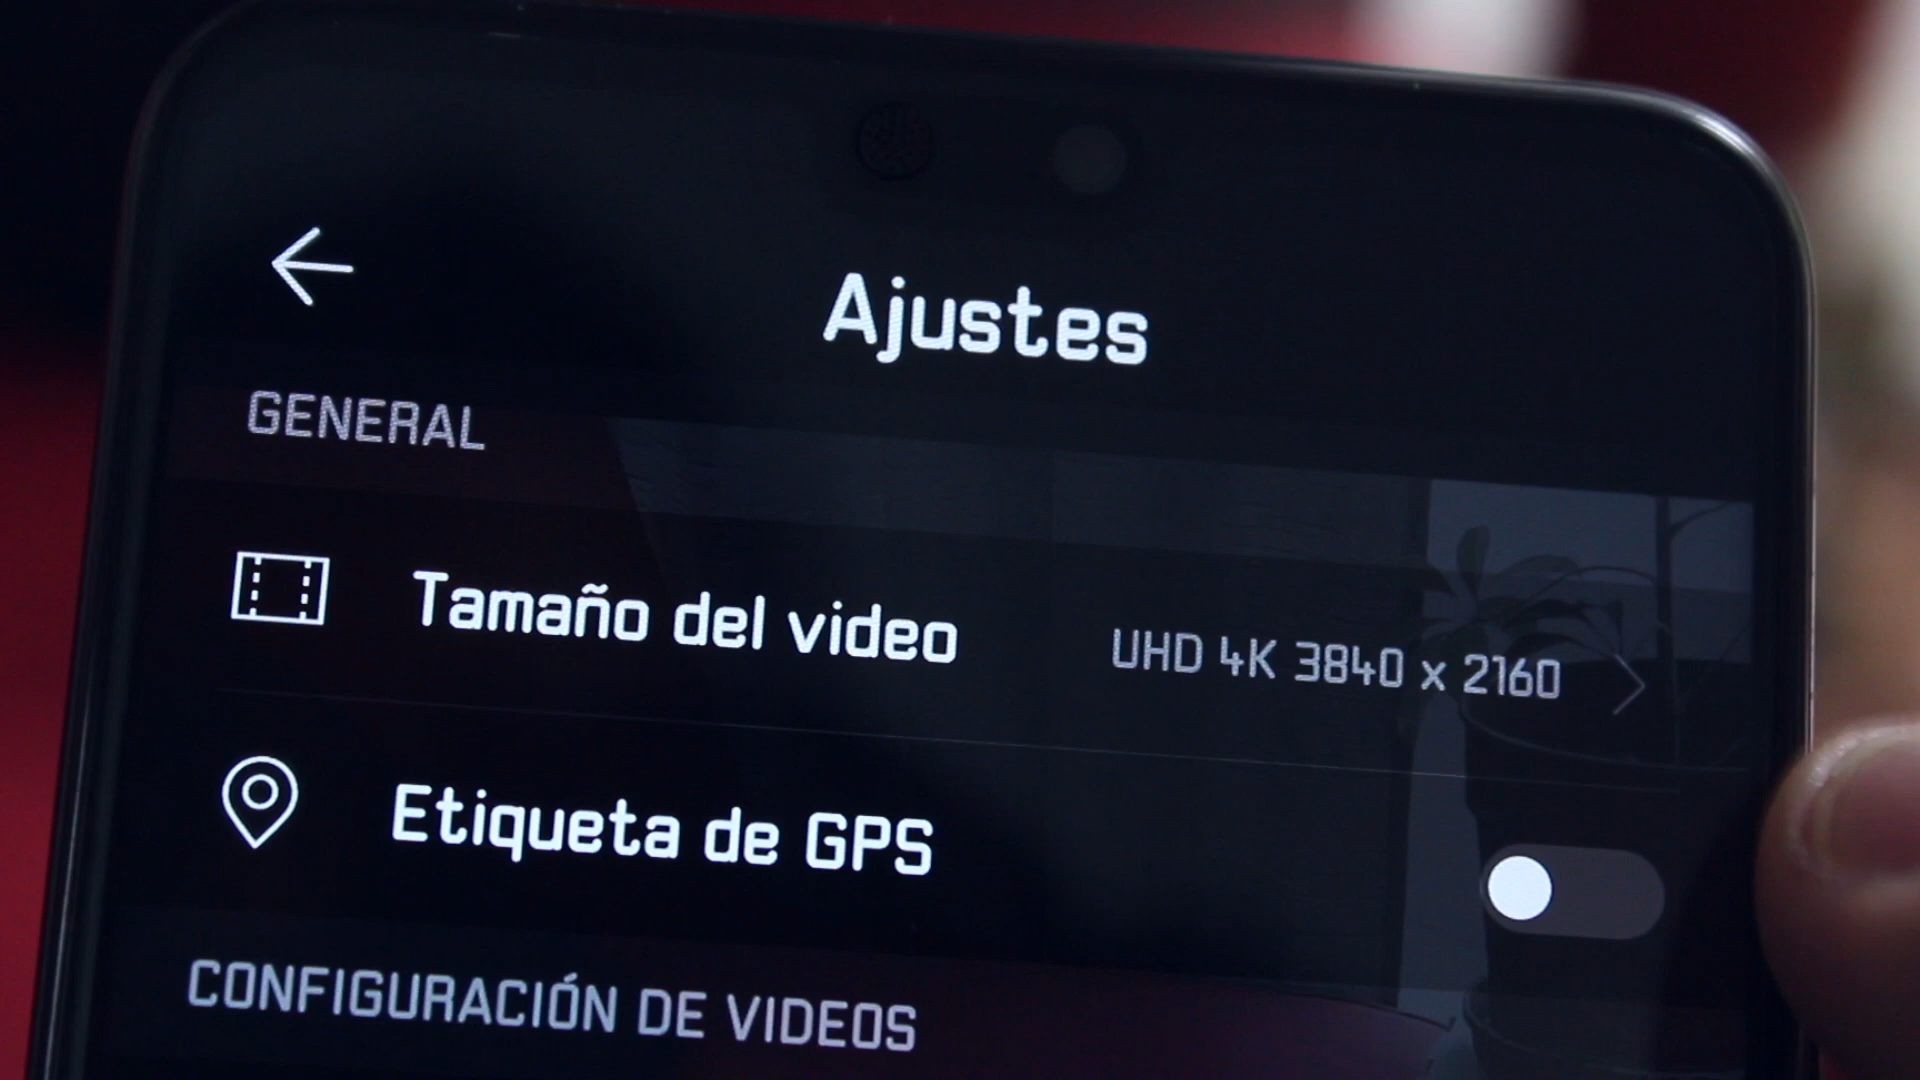 Ajustes
GENERAL
Tamaño del video
UHD 4K 3840 x 2160
Etiqueta de GPS
CONFIGURACIÓN DE VIDEOS